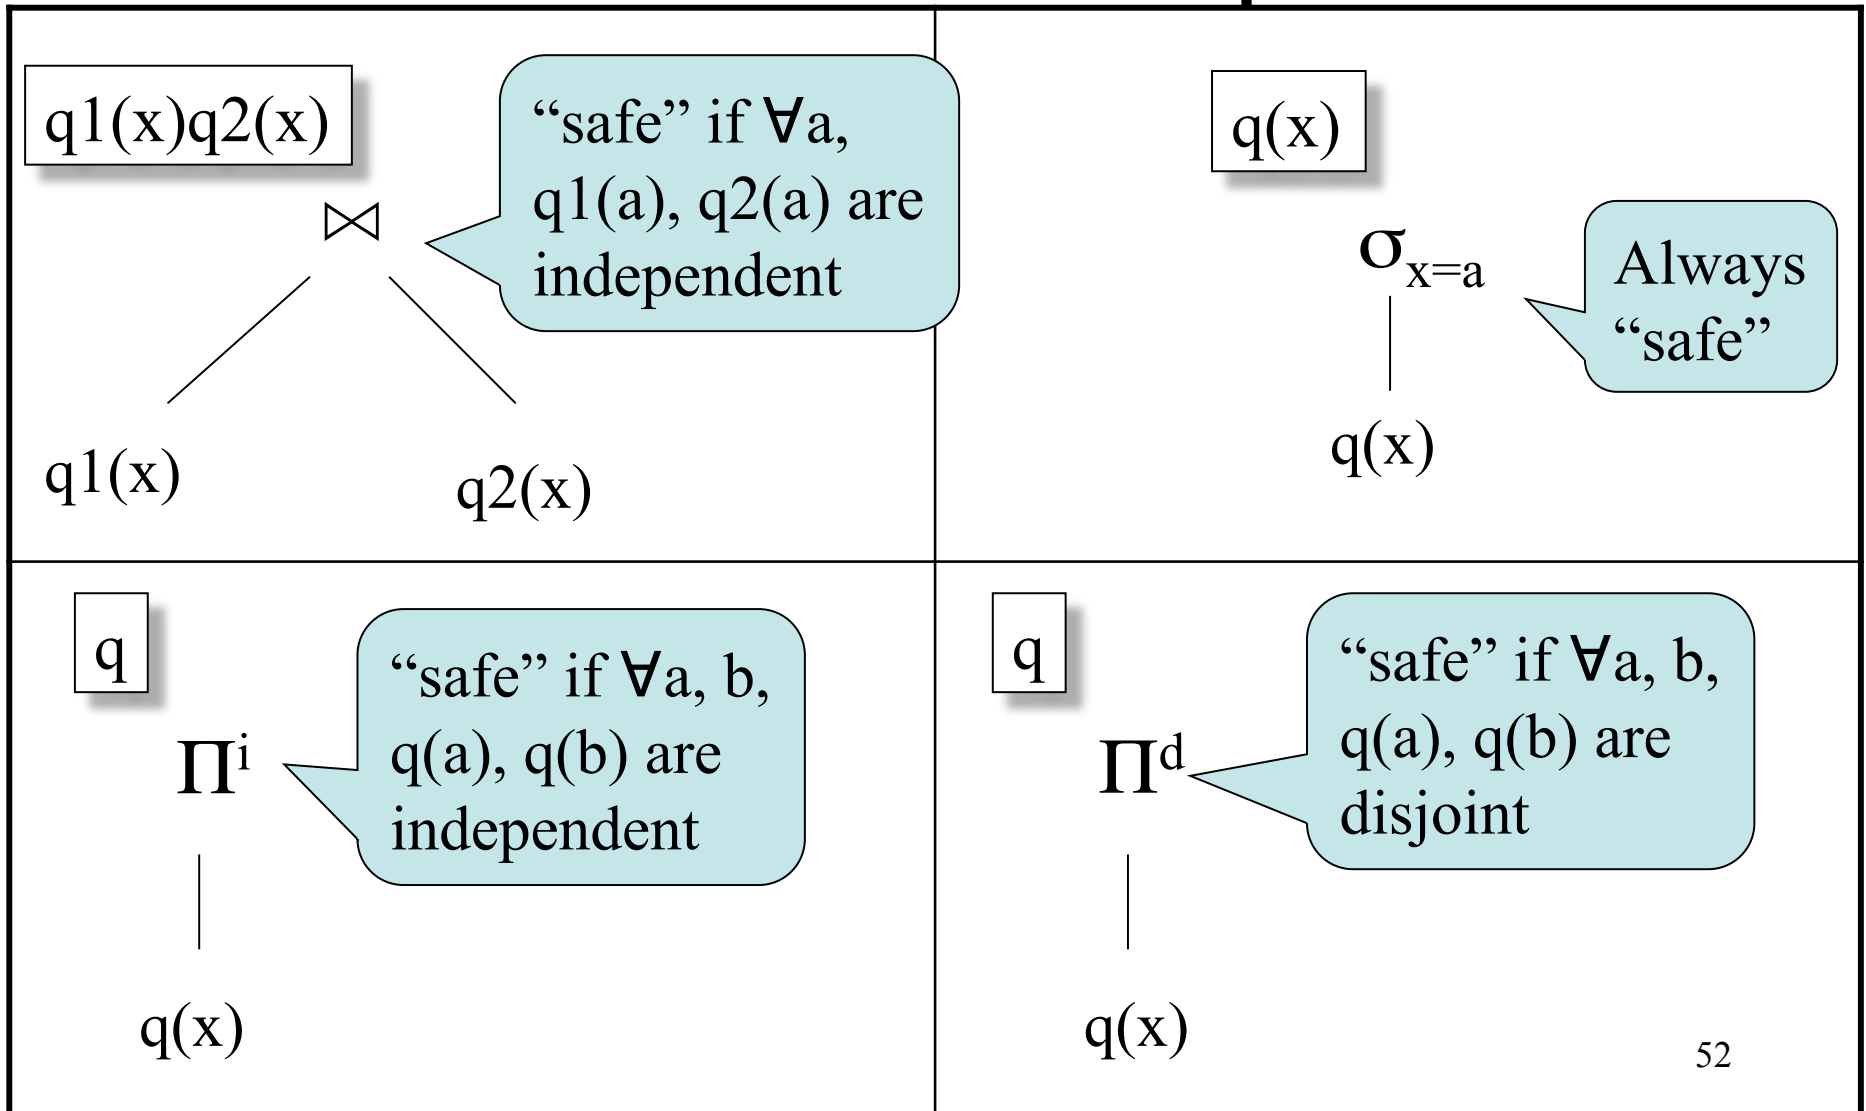 q1(x)q2(x)
“safe” if ∀a,
q1(a), q2(a) are
independent
⋈
q1(x)
q2(x)
q(x)
σx=a
Always
“safe”
q(x)
q
“safe” if ∀a, b,
q(a), q(b) are
independent
Πi
q(x)
q
“safe” if ∀a, b,
q(a), q(b) are
disjoint
Πd
q(x)
52